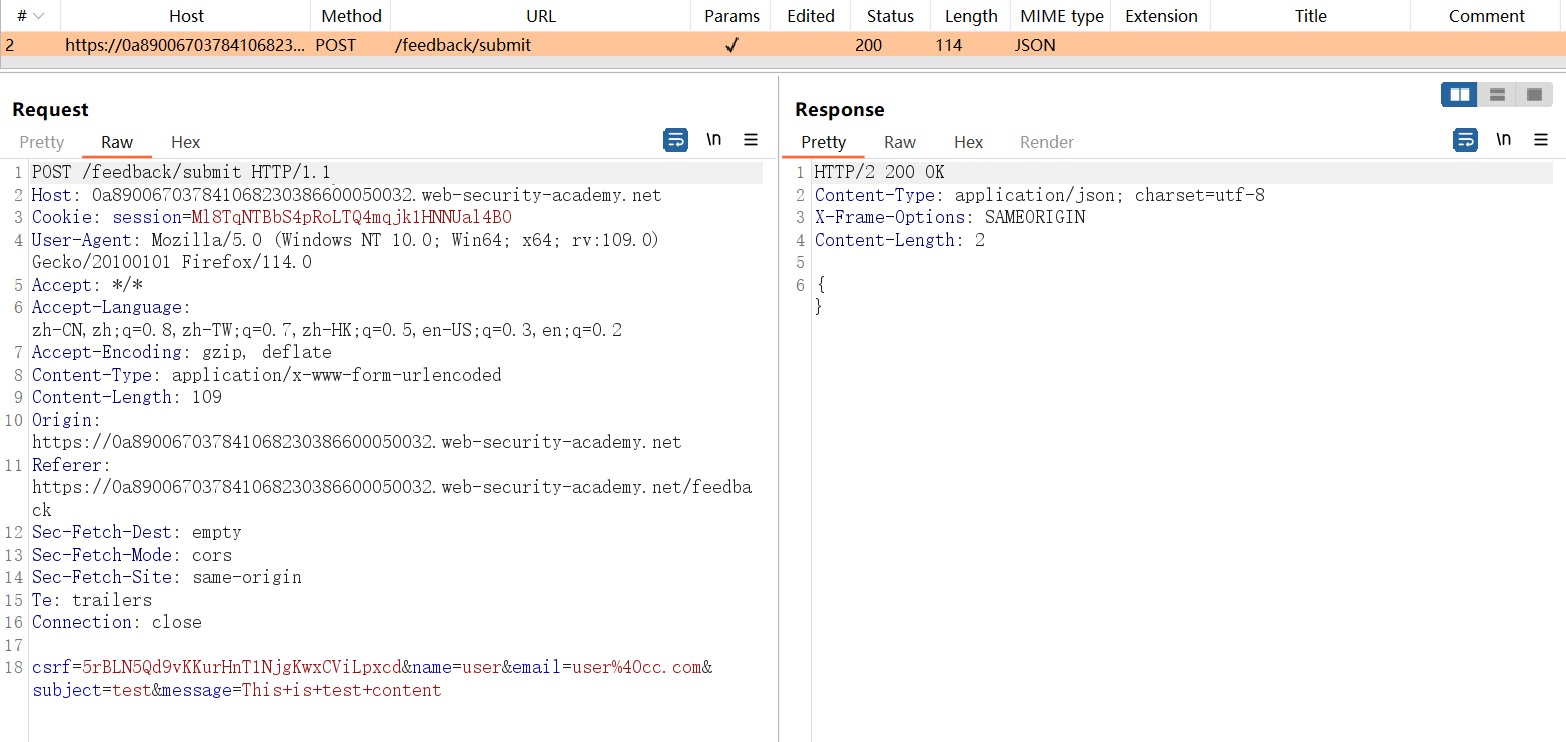 # Host Method URL Params Edited Status Length MIME type Extension Title Comment
2 https://0a89006703784106823... POST /feedback/submit ✓ 200 114 JSON
Request
Pretty Raw Hex \n
1 POST /feedback/submit HTTP/1.1
2 Host: 0a890067037841068230386600050032.web-security-academy.net
3 Cookie: session=Ml8TqNTBbS4pRoLTQ4mqjk1HNNUal4BO
4 User-Agent: Mozilla/5.0 (Windows NT 10.0; Win64; x64; rv:109.0)
Gecko/20100101 Firefox/114.0
5 Accept: */*
6 Accept-Language:
zh-CN,zh;q=0.8,zh-TW;q=0.7,zh-HK;q=0.5,en-US;q=0.3,en;q=0.2
7 Accept-Encoding: gzip, deflate
8 Content-Type: application/x-www-form-urlencoded
9 Content-Length: 109
10 Origin:
https://0a890067037841068230386600050032.web-security-academy.net
11 Referer:
https://0a890067037841068230386600050032.web-security-academy.net/feedba
ck
12 Sec-Fetch-Dest: empty
13 Sec-Fetch-Mode: cors
14 Sec-Fetch-Site: same-origin
15 Te: trailers
16 Connection: close
17
18 csrf=5rBLN5Qd9vKKurHnT1NjgKwxCViLpxcd&name=user&email=user%40cc.com&
subject=test&message=This+is+test+content
Response
Pretty Raw Hex Render \n
1 HTTP/2 200 OK
2 Content-Type: application/json; charset=utf-8
3 X-Frame-Options: SAMEORIGIN
4 Content-Length: 2
5
6 {
}